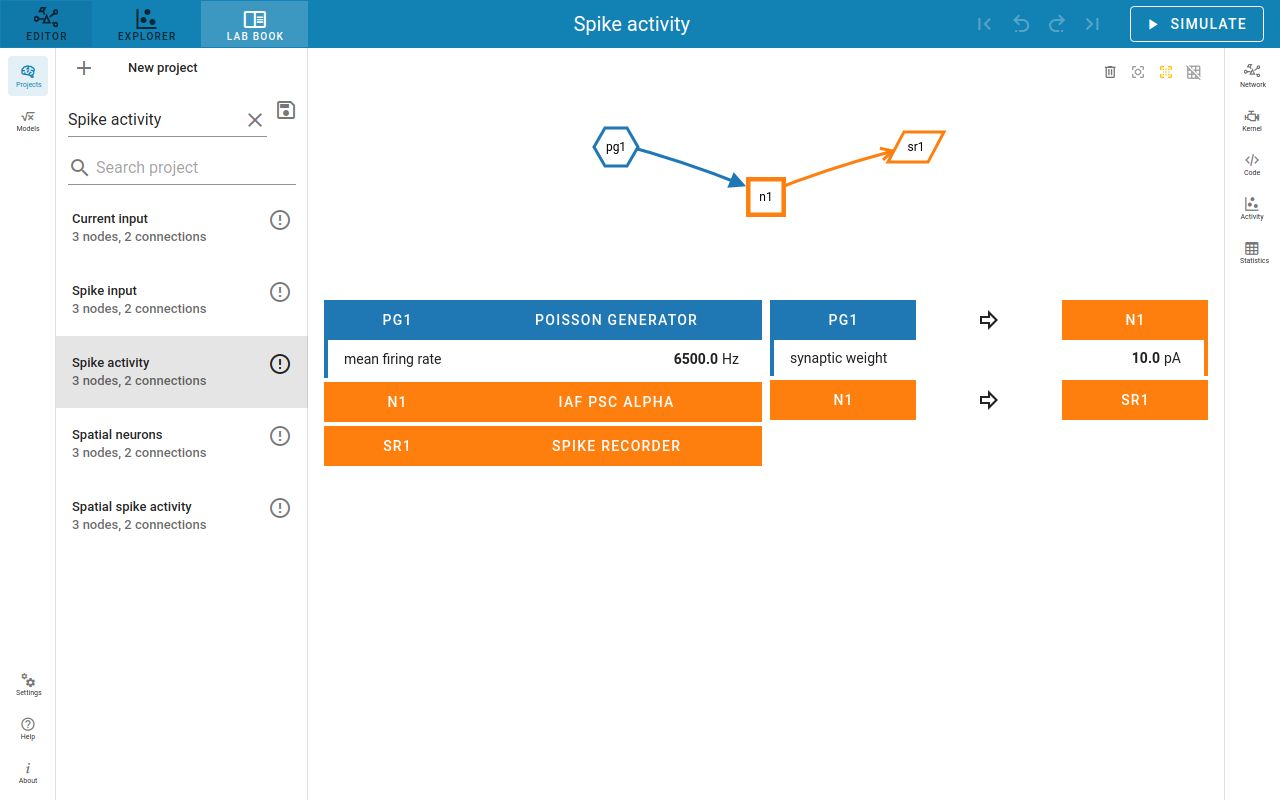 EDITOR
EXPLORER
LAB BOOK
Spike activity
SIMULATE
Projects
Models
Settings
Help
i
About
New project
Spike activity
Search project
Current input
3 nodes, 2 connections
Spike input
3 nodes, 2 connections
Spike activity
3 nodes, 2 connections
Spatial neurons
3 nodes, 2 connections
Spatial spike activity
3 nodes, 2 connections
pg1
n1
sr1
PG1 POISSON GENERATOR
mean firing rate 6500.0 Hz
N1 IAF PSC ALPHA
SR1 SPIKE RECORDER
PG1 N1
synaptic weight 10.0 pA
N1 SR1
Network
Kernel
Code
Activity
Statistics